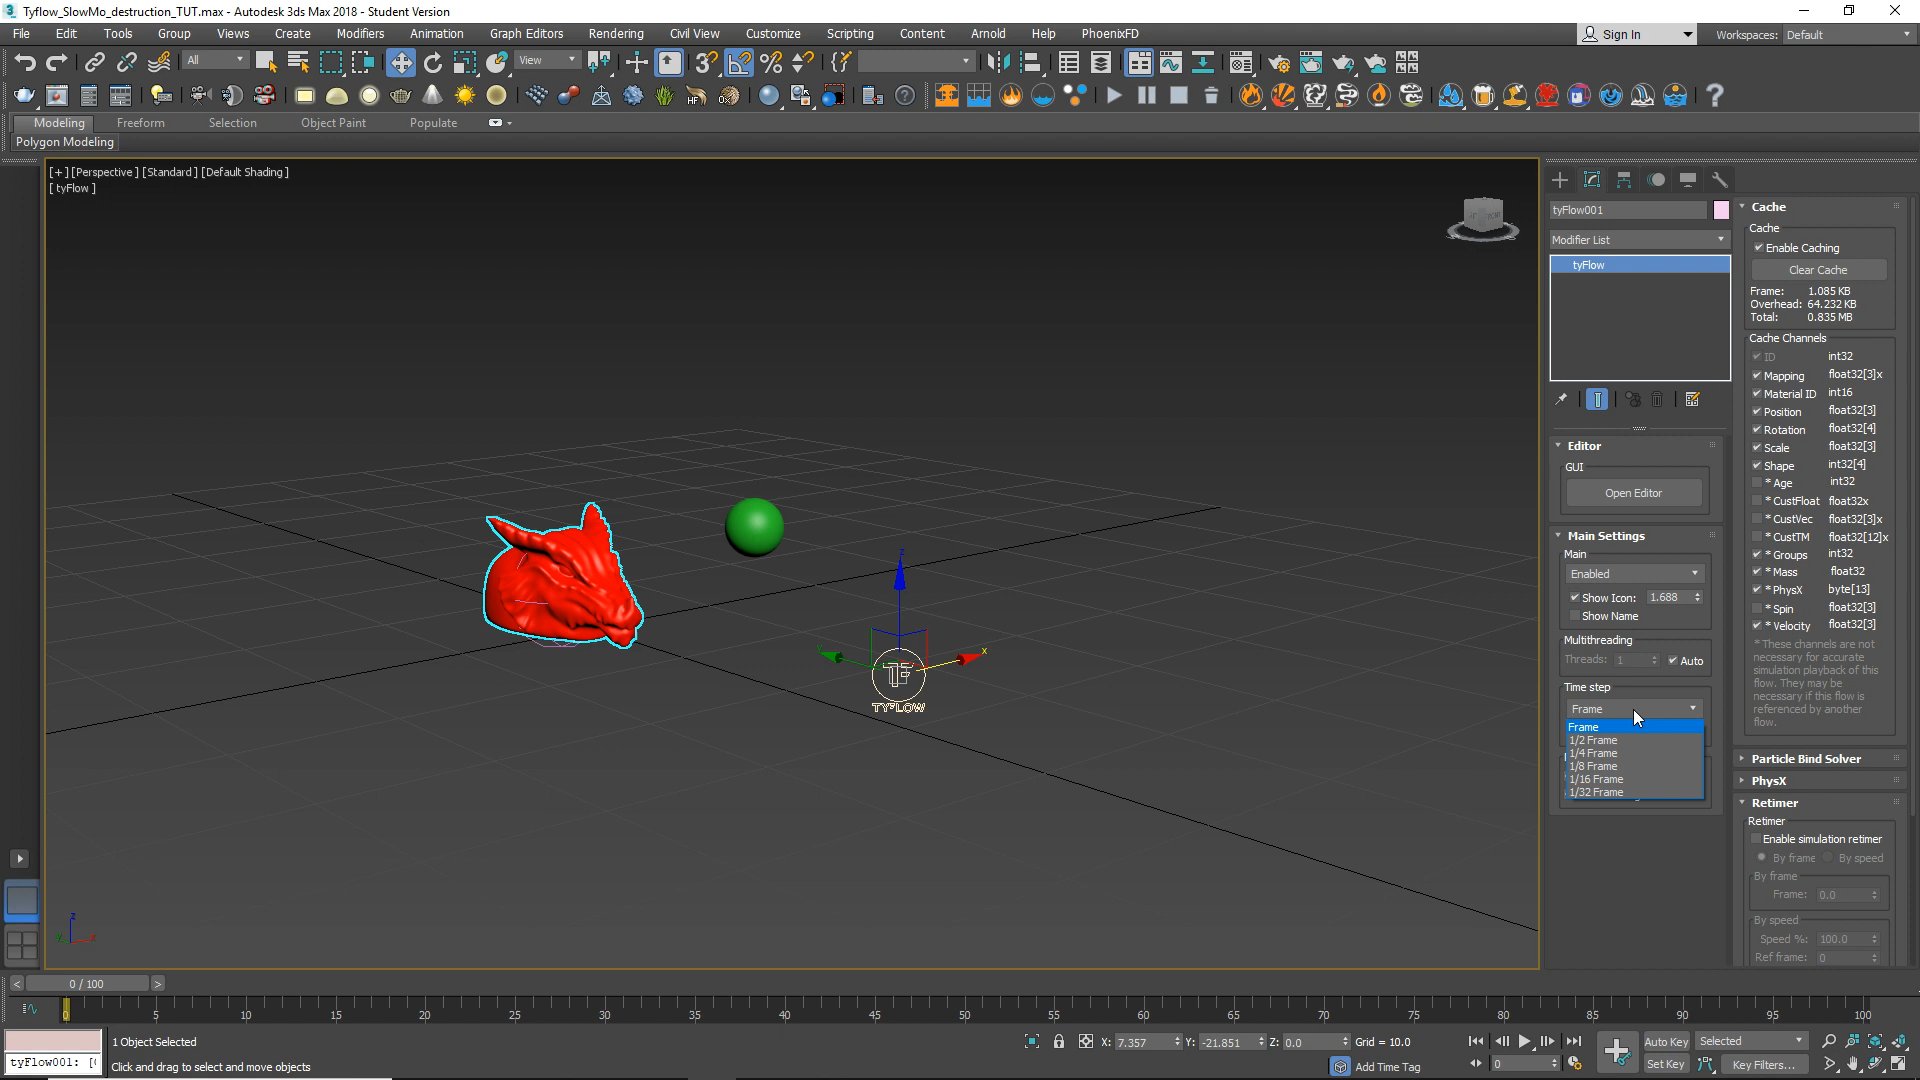 Tyflow_SlowMo_destruction_TUT.max - Autodesk 3ds Max 2018 - Student Version
File Edit Tools Group Views Create Modifiers Animation Graph Editors Rendering Civil View Customize Scripting Content Arnold Help PhoenixFD
Sign In Workspaces: Default
All View
Modeling Freeform Selection Object Paint Populate
Polygon Modeling
[+] [Perspective] [Standard] [Default Shading]
[ tyFlow ]
tyFlow001
Modifier List
tyFlow
Editor
GUI
Open Editor
Main Settings
Main
Enabled
Show Icon: 1.688
Show Name
Multithreading
Threads: 1 Auto
Time step
Frame
Frame
1/2 Frame
1/4 Frame
1/8 Frame
1/16 Frame
1/32 Frame
Cache
Cache
Enable Caching
Clear Cache
Frame: 1.085 KB
Overhead: 64.232 KB
Total: 0.835 MB
Cache Channels
ID int32
Mapping float32[3]x
Material ID int16
Position float32[3]
Rotation float32[4]
Scale float32[3]
Shape int32[4]
* Age int32
* CustFloat float32x
* CustVec float32[3]x
* CustTM float32[12]x
* Groups int32
* Mass float32
* PhysX byte[13]
* Spin float32[3]
* Velocity float32[3]
* These channels are not
necessary for accurate
simulation playback of this
flow. They may be
necessary if this flow is
referenced by another
flow.
Particle Bind Solver
PhysX
Retimer
Retimer
Enable simulation retimer
By frame By speed
By frame
Frame: 0.0
By speed
Speed %: 100.0
Ref frame: 0
z
y
x
TF
TYFLOW
z
y x
< 0 / 100 >
0 5 10 15 20 25 30 35 40 45 50 55 60 65 70 75 80 85 90 95 100
tyFlow001: [(
1 Object Selected
Click and drag to select and move objects
X: 7.357 Y: -21.851 Z: 0.0 Grid = 10.0
Add Time Tag
0
Auto Key Selected
Set Key Key Filters...